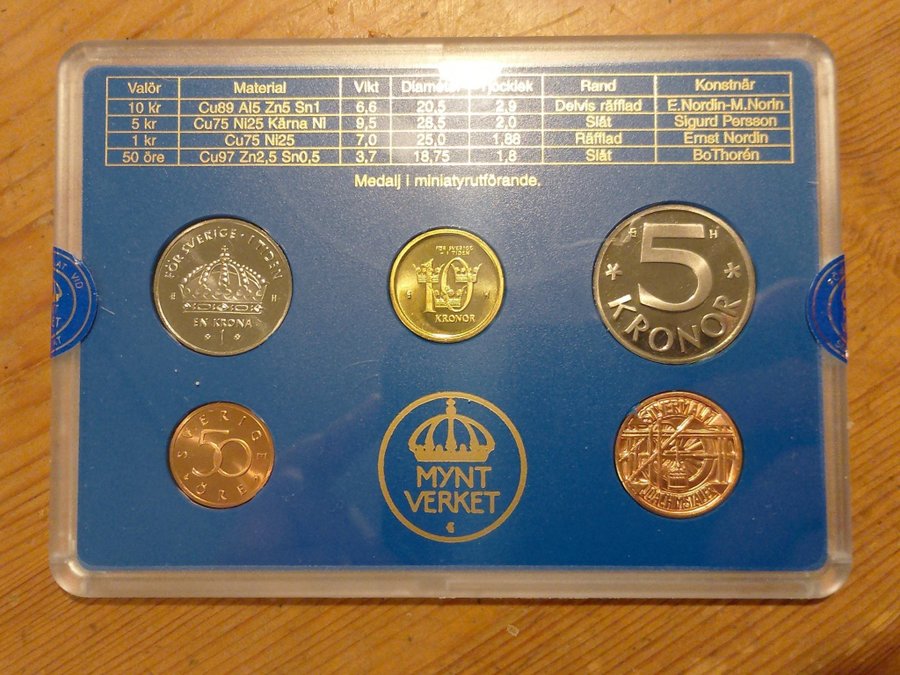 Valör Material Vikt Diameter Tjocklek Rand Konstnär
10 kr Cu89 Al5 Zn5 Sn1 6,6 20,5 2,9 Delvis räfflad E.Nordin-M.Norin
5 kr Cu75 Ni25 Kärna Ni 9,5 28,5 2,0 Slät Sigurd Persson
1 kr Cu75 Ni25 7,0 25,0 1,88 Räfflad Ernst Nordin
50 öre Cu97 Zn2,5 Sn0,5 3,7 18,75 1,8 Slät BoThorén
Medalj i miniatyrutförande.
FÖR SVERIGE · I TIDEN
EN KRONA
FÖR SVERIGE
– I TIDEN
10
KRONOR
5
KRONOR
SVERIGE
50
ÖRE
MYNT
VERKET